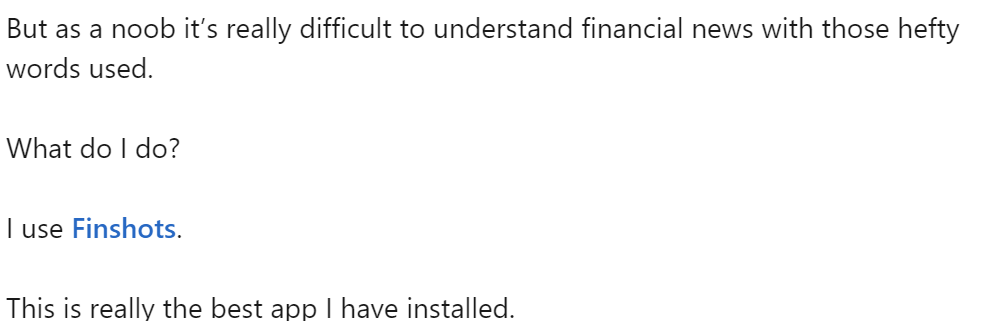 But as a noob it’s really difficult to understand financial news with those hefty
words used.
What do I do?
I use Finshots.
This is really the best app I have installed.